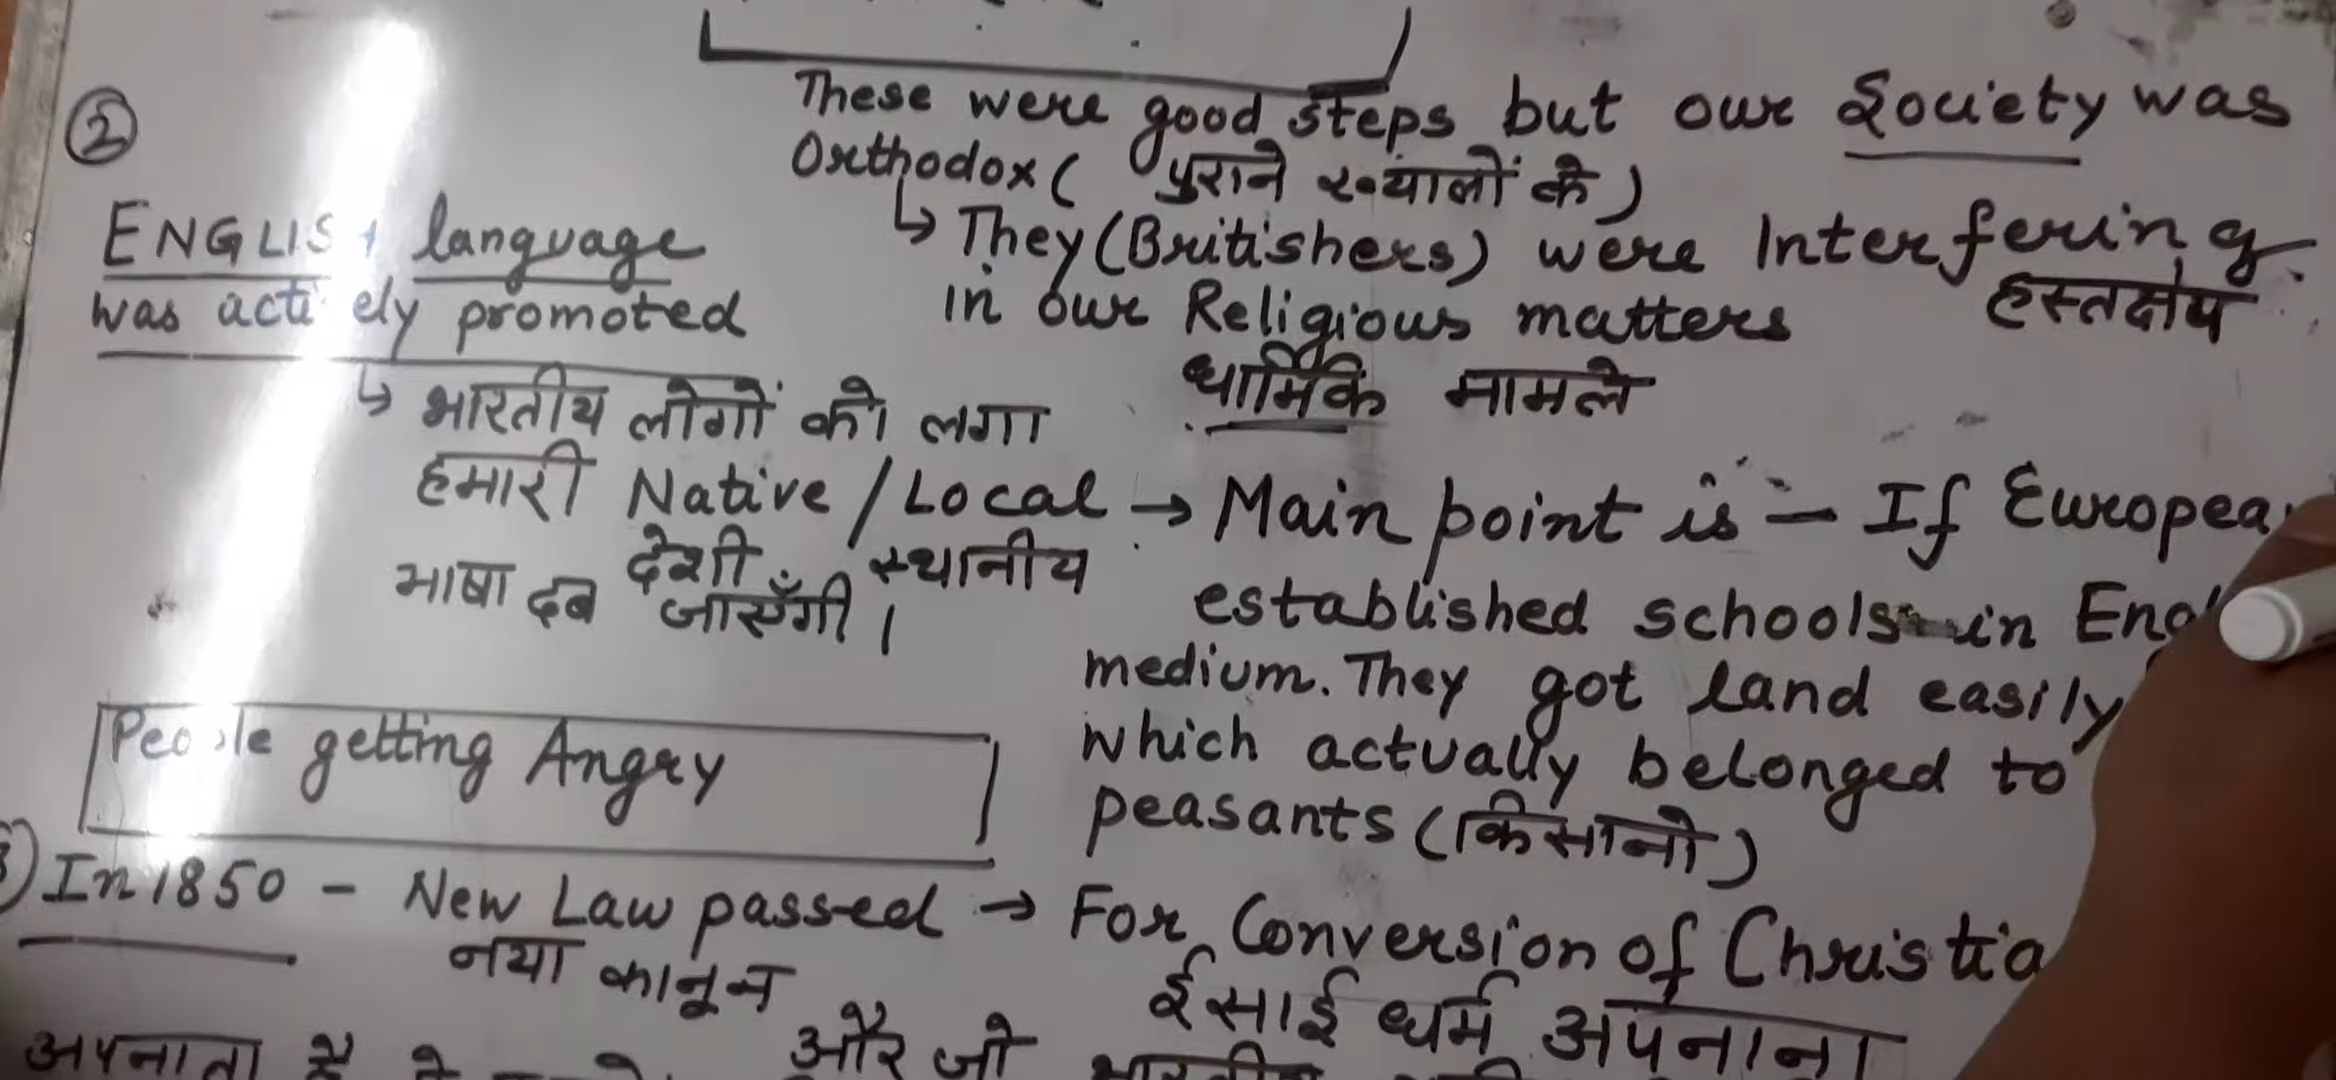 These were good steps but our Society was
Orthodox ( पुराने ख्यालों के )
↳ They (Britishers) were Interfering
हस्तक्षेप
in our Religious matters
धार्मिक मामले
②
ENGLISH language
was actively promoted
↳ भारतीय लोगों को लगा
हमारी Native / Local
देशी स्थानीय
भाषा दब जाएँगी ।
→ Main point is - If Europea
established schools in Eng
medium. They got land easily
which actually belonged to
peasants (किसानो)
People getting Angry
In 1850 - New Law passed → For Conversion of Christia
नया कानून
ईसाई धर्म अपनाना
अपनाता है और जो